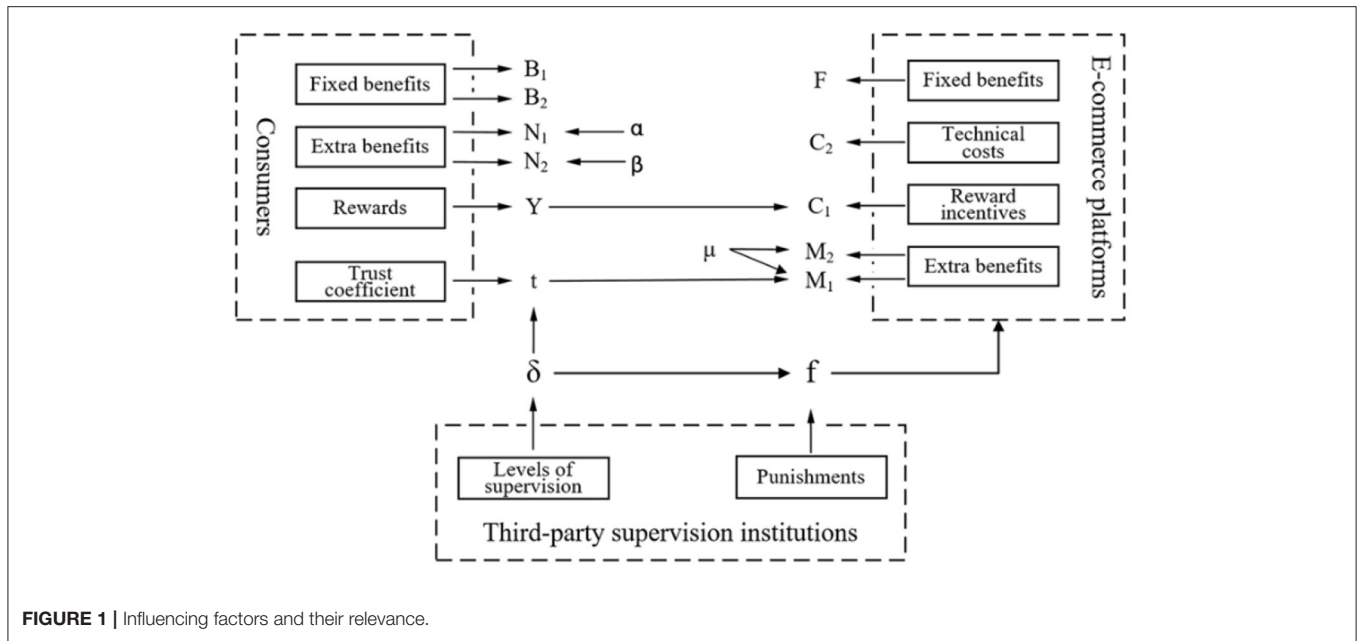 Consumers
Fixed benefits
Extra benefits
Rewards
Trust
coefficient
B₁
B₂
N₁
N₂
Y
t
α
β
μ
δ
f
F
C₂
C₁
M₂
M₁
Fixed benefits
Technical
costs
Reward
incentives
Extra benefits
E-commerce platforms
Levels of
supervision
Punishments
Third-party supervision institutions
FIGURE 1 | Influencing factors and their relevance.